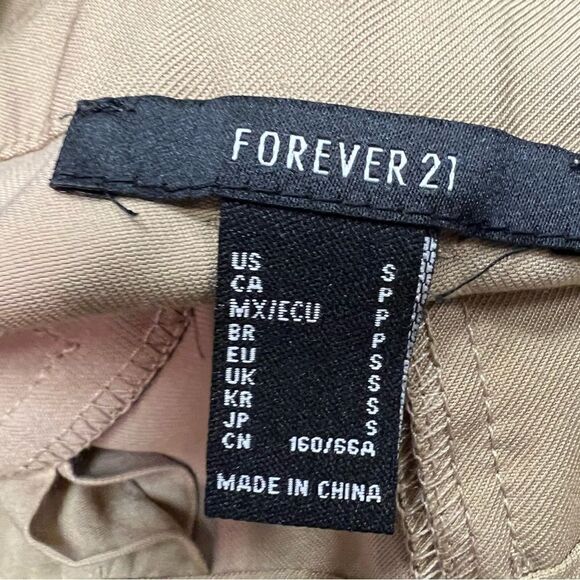 FOREVER 21
US S
CA P
MX/ECU P
BR P
EU S
UK S
KR S
JP S
CN 160/66A
MADE IN CHINA